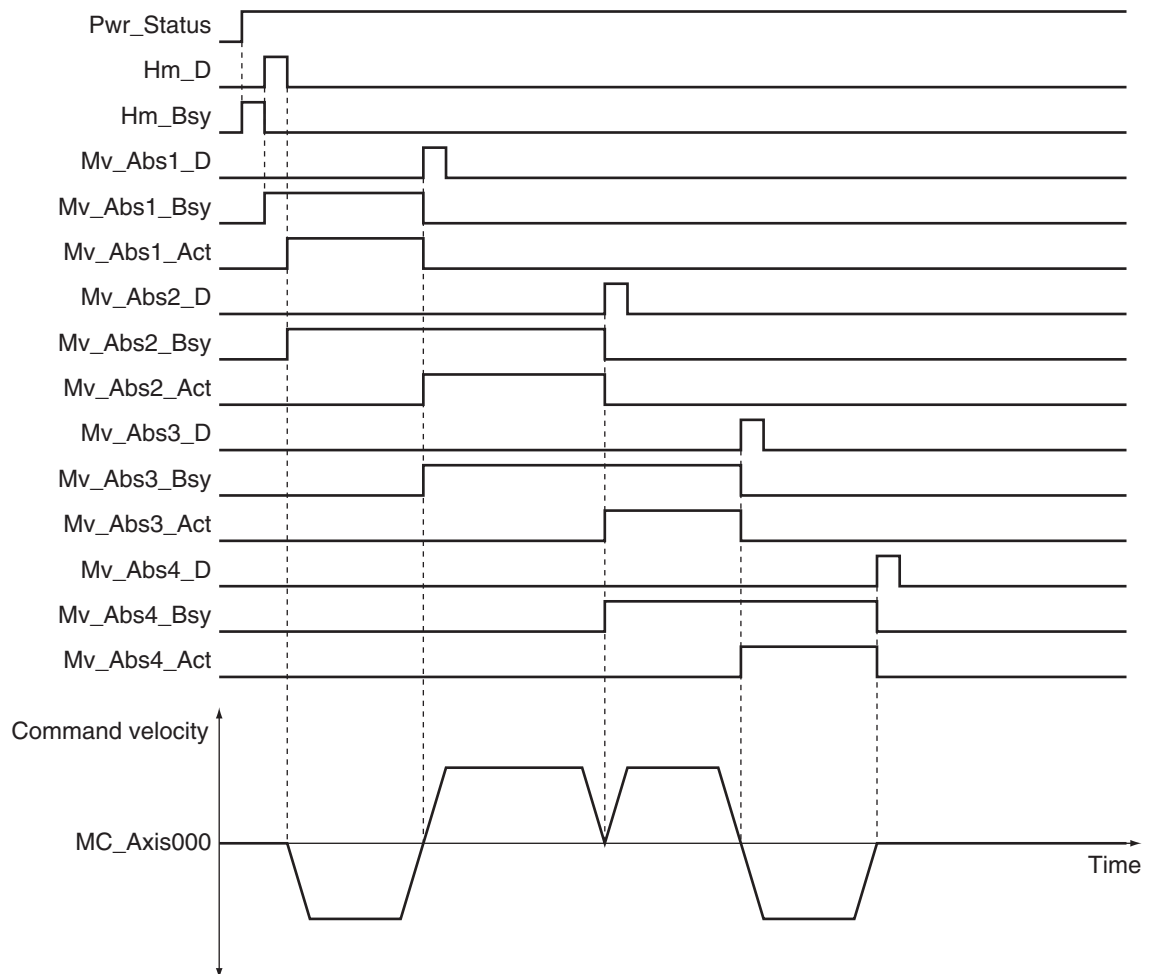 Pwr_Status
Hm_D
Hm_Bsy
Mv_Abs1_D
Mv_Abs1_Bsy
Mv_Abs1_Act
Mv_Abs2_D
Mv_Abs2_Bsy
Mv_Abs2_Act
Mv_Abs3_D
Mv_Abs3_Bsy
Mv_Abs3_Act
Mv_Abs4_D
Mv_Abs4_Bsy
Mv_Abs4_Act
Command velocity
MC_Axis000
Time